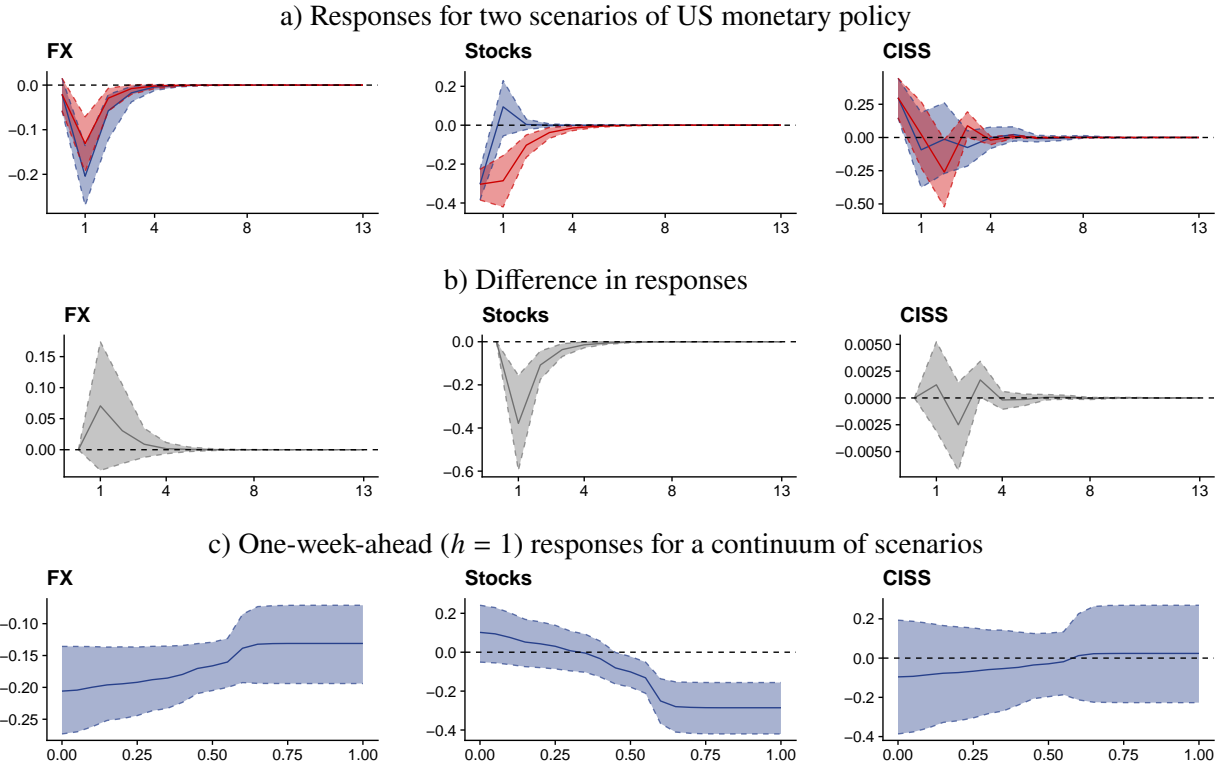 a) Responses for two scenarios of US monetary policy
FX Stocks CISS
0.0
−0.1
−0.2
1 4 8 13
0.2
0.0
−0.2
−0.4
1 4 8 13
0.25
0.00
−0.25
−0.50
1 4 8 13
b) Difference in responses
FX Stocks CISS
0.15
0.10
0.05
0.00
1 4 8 13
0.0
−0.2
−0.4
−0.6
1 4 8 13
0.0050
0.0025
0.0000
−0.0025
−0.0050
1 4 8 13
c) One-week-ahead (h = 1) responses for a continuum of scenarios
FX Stocks CISS
−0.10
−0.15
−0.20
−0.25
0.00 0.25 0.50 0.75 1.00
0.2
0.0
−0.2
−0.4
0.00 0.25 0.50 0.75 1.00
0.2
0.0
−0.2
−0.4
0.00 0.25 0.50 0.75 1.00